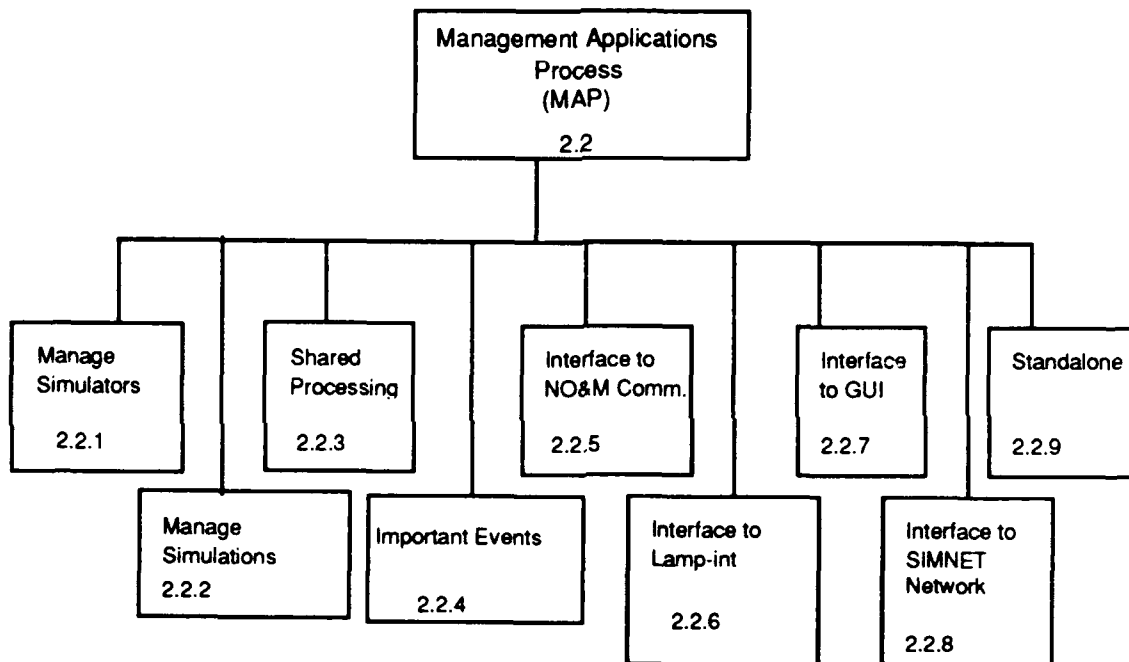 Management Applications
Process
(MAP)
2.2
Manage
Simulators
2.2.1
Shared
Processing
2.2.3
Interface to
NO&M Comm.
2.2.5
Interface
to GUI
2.2.7
Standalone
2.2.9
Manage
Simulations
2.2.2
Important Events
2.2.4
Interface to
Lamp-int
2.2.6
Interface to
SIMNET
Network
2.2.8